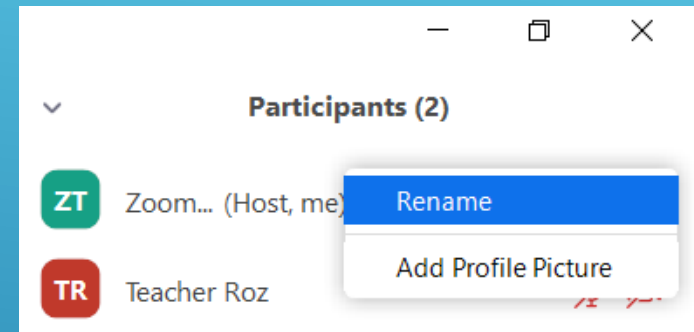 Participants (2)
ZT Zoom... (Host, me)
Rename
Add Profile Picture
TR Teacher Roz